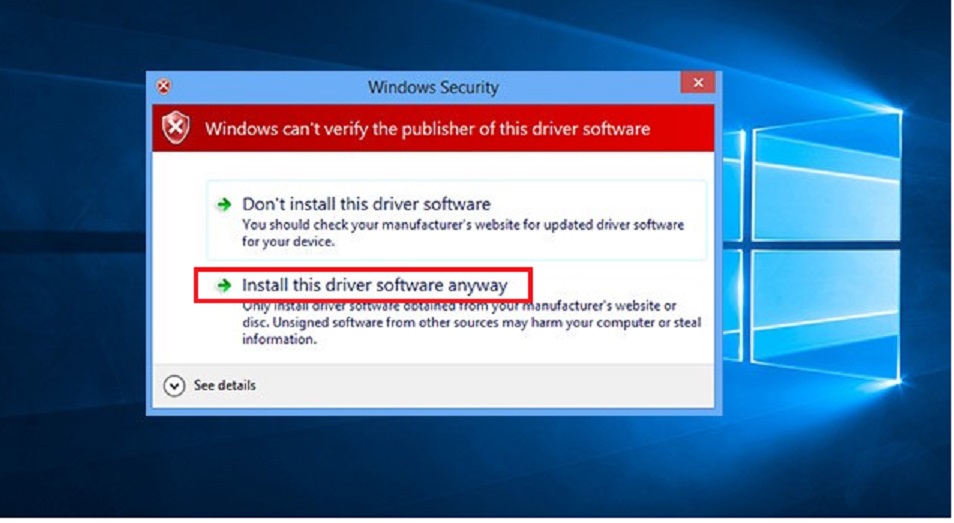 Windows Security
Windows can't verify the publisher of this driver software
Don't install this driver software
You should check your manufacturer's website for updated driver software
for your device.
Install this driver software anyway
Only install driver software obtained from your manufacturer's website or
disc. Unsigned software from other sources may harm your computer or steal
information.
See details